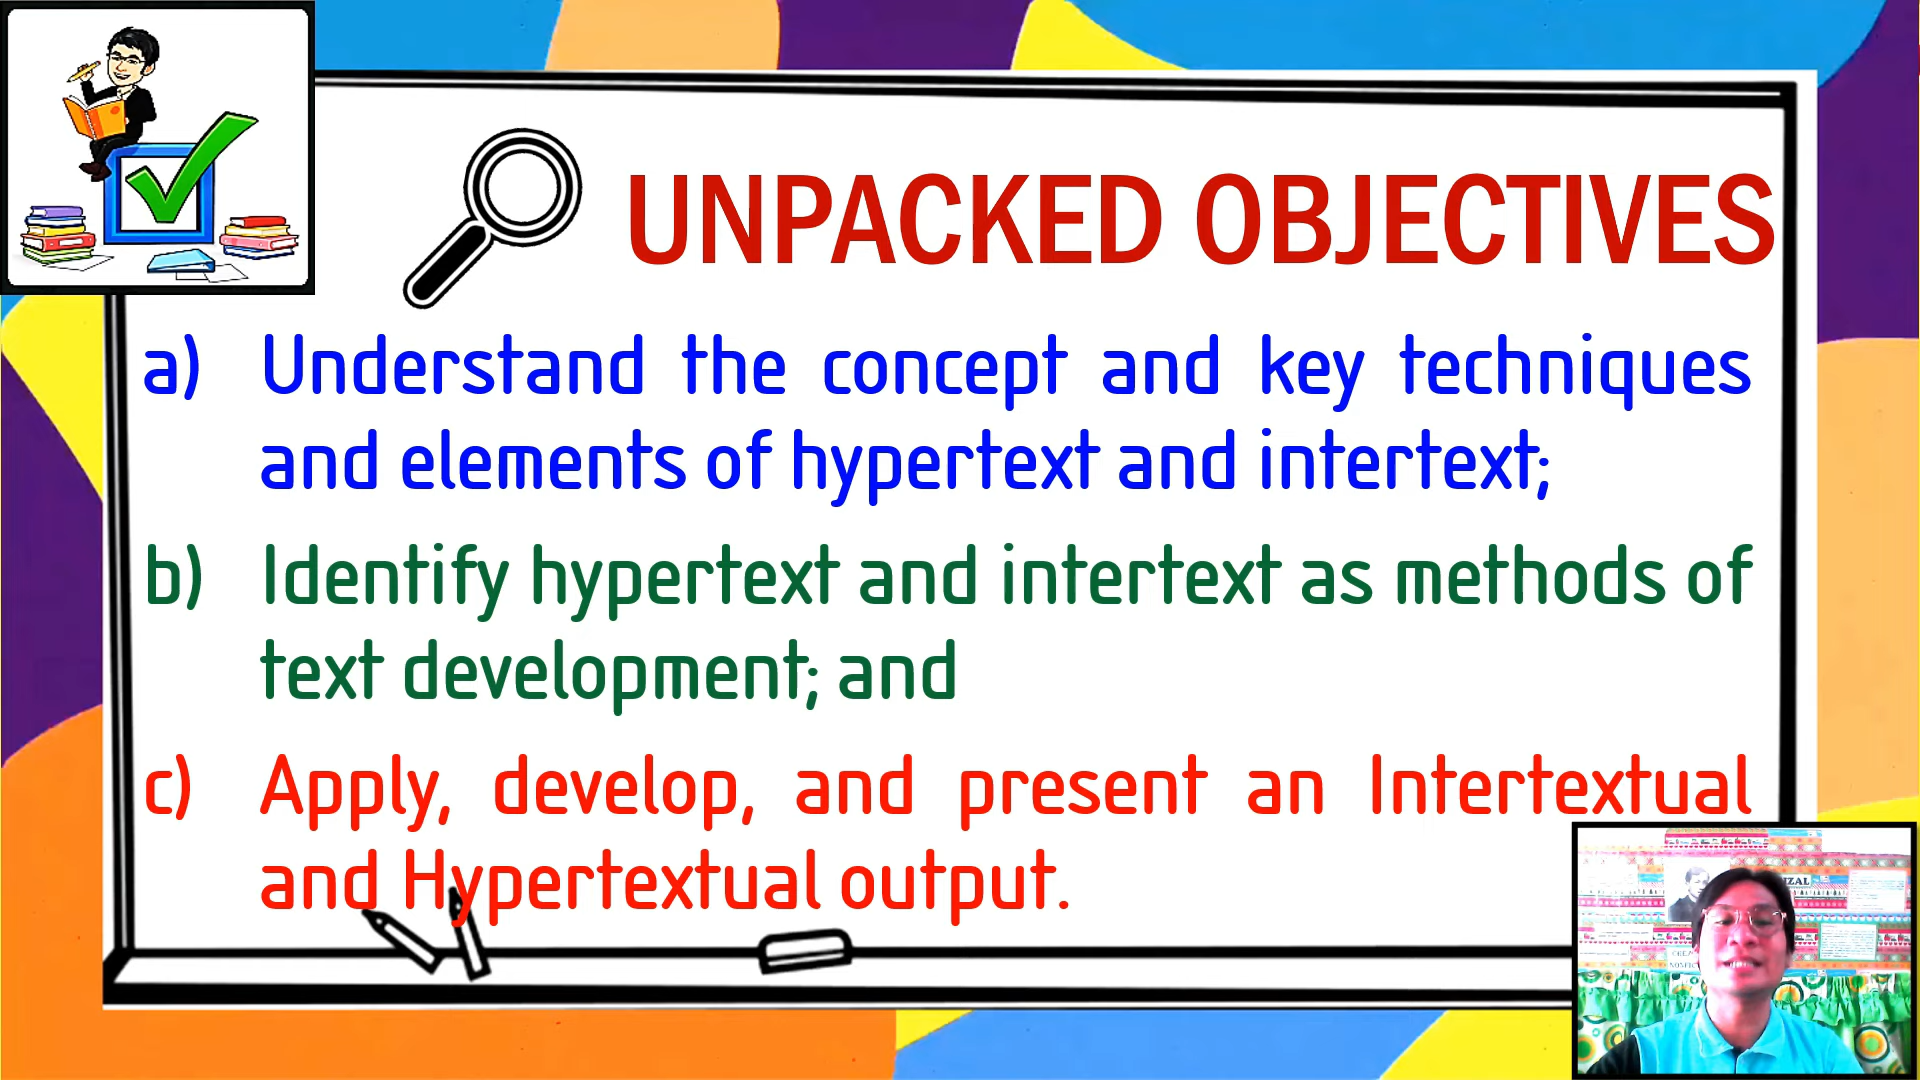 UNPACKED OBJECTIVES
a) Understand the concept and key techniques
and elements of hypertext and intertext;
b) Identify hypertext and intertext as methods of
text development; and
c) Apply, develop, and present an Intertextual
and Hypertextual output.